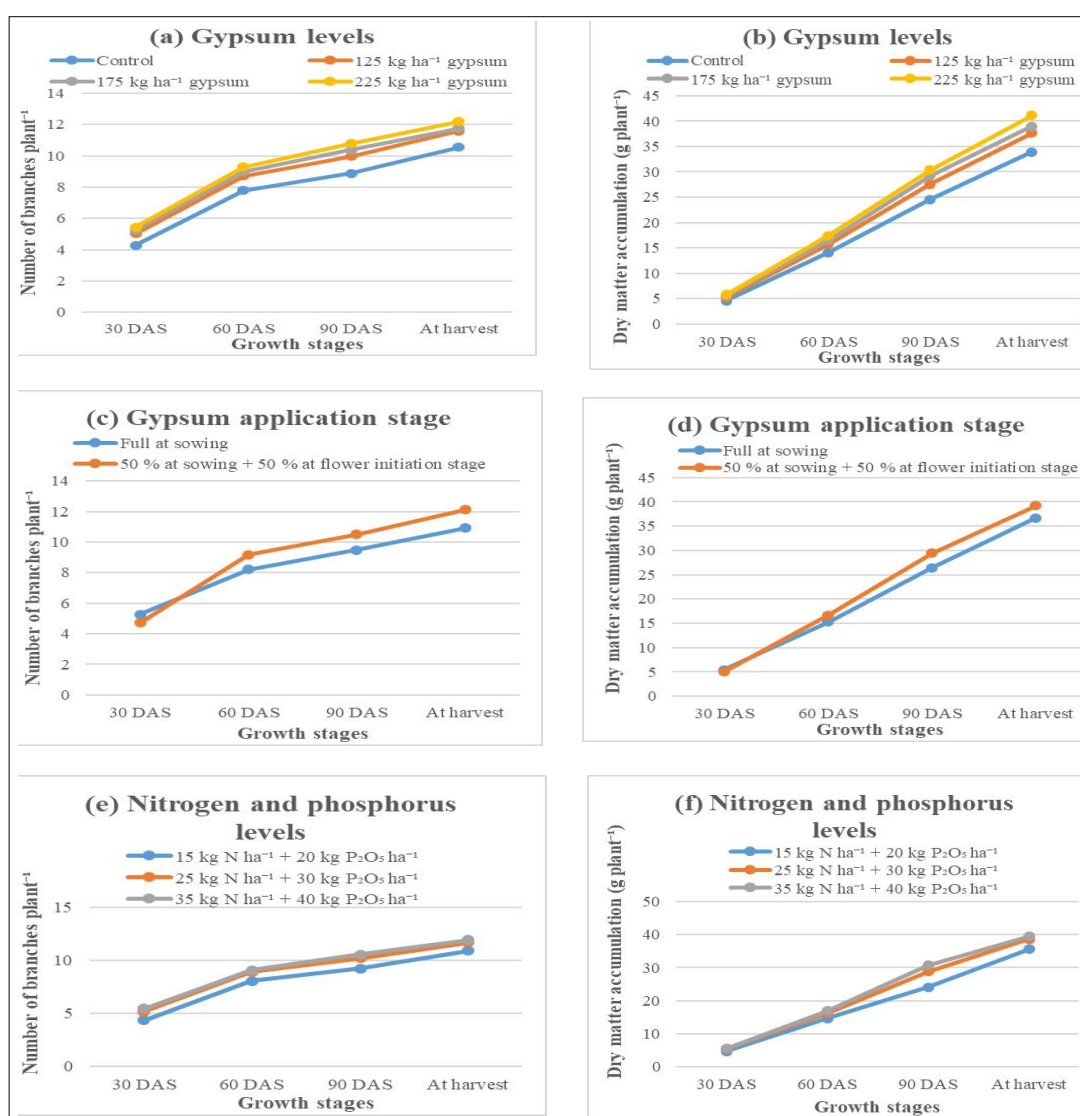 (a) Gypsum levels
Control
125 kg ha⁻¹ gypsum
175 kg ha⁻¹ gypsum
225 kg ha⁻¹ gypsum
Number of branches plant⁻¹
14
12
10
8
6
4
2
0
30 DAS 60 DAS 90 DAS At harvest
Growth stages
(b) Gypsum levels
Control
125 kg ha⁻¹ gypsum
175 kg ha⁻¹ gypsum
225 kg ha⁻¹ gypsum
Dry matter accumulation (g plant⁻¹)
45
40
35
30
25
20
15
10
5
0
30 DAS 60 DAS 90 DAS At harvest
Growth stages
(c) Gypsum application stage
Full at sowing
50 % at sowing + 50 % at flower initiation stage
Number of branches plant⁻¹
14
12
10
8
6
4
2
0
30 DAS 60 DAS 90 DAS At harvest
Growth stages
(d) Gypsum application stage
Full at sowing
50 % at sowing + 50 % at flower initiation stage
Dry matter accumulation (g plant⁻¹)
45
40
35
30
25
20
15
10
5
0
30 DAS 60 DAS 90 DAS At harvest
Growth stages
(e) Nitrogen and phosphorus
levels
15 kg N ha⁻¹ + 20 kg P₂O₅ ha⁻¹
25 kg N ha⁻¹ + 30 kg P₂O₅ ha⁻¹
35 kg N ha⁻¹ + 40 kg P₂O₅ ha⁻¹
Number of branches plant⁻¹
15
10
5
0
30 DAS 60 DAS 90 DAS At harvest
Growth stages
(f) Nitrogen and phosphorus
levels
15 kg N ha⁻¹ + 20 kg P₂O₅ ha⁻¹
25 kg N ha⁻¹ + 30 kg P₂O₅ ha⁻¹
35 kg N ha⁻¹ + 40 kg P₂O₅ ha⁻¹
Dry matter accumulation (g plant⁻¹)
50
40
30
20
10
0
30 DAS 60 DAS 90 DAS At harvest
Growth stages